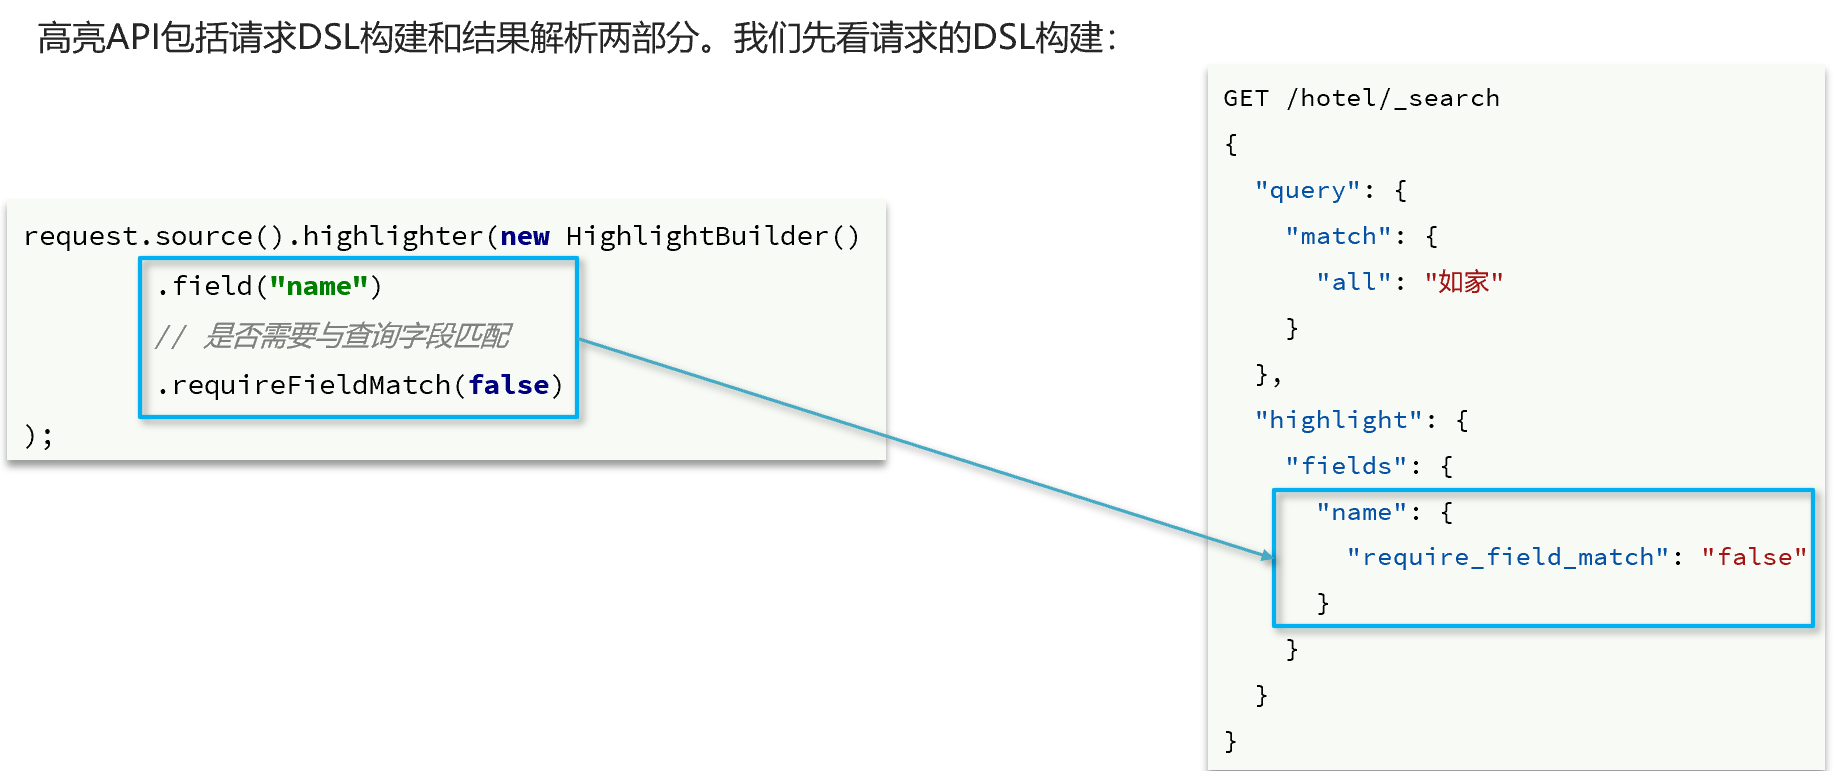 高亮API包括请求DSL构建和结果解析两部分。我们先看请求的DSL构建：
request.source().highlighter(new HighlightBuilder()
.field("name")
// 是否需要与查询字段匹配
.requireFieldMatch(false)
);
GET /hotel/_search
{
"query": {
"match": {
"all": "如家"
}
},
"highlight": {
"fields": {
"name": {
"require_field_match": "false"
}
}
}
}